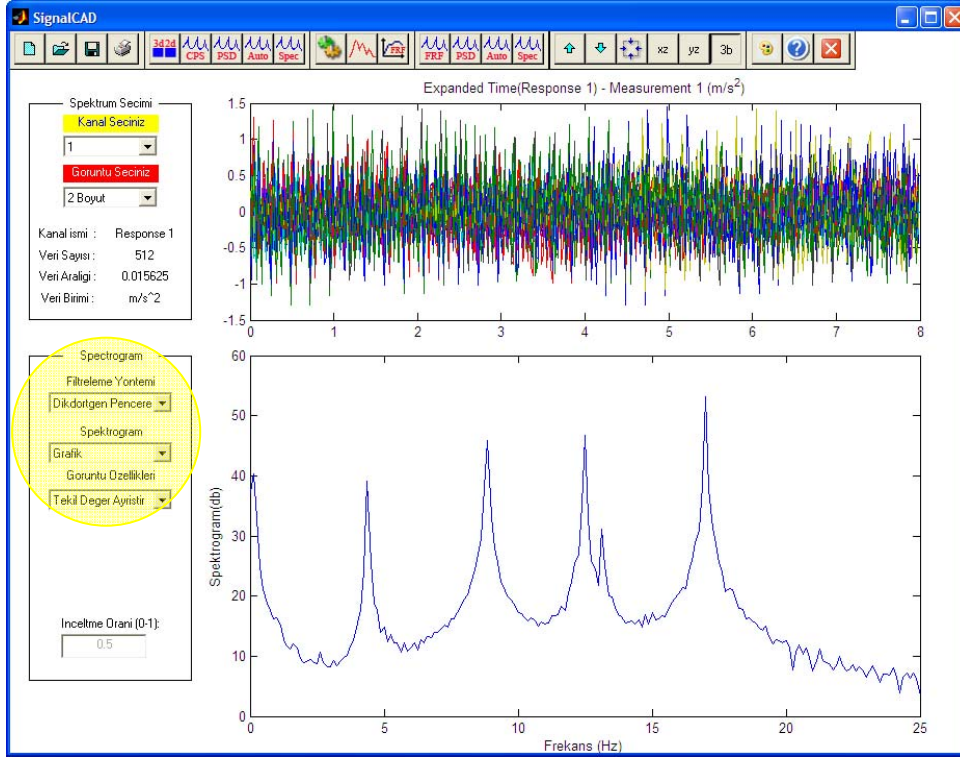 SignalCAD
3d2d CPS PSD Auto Spec FRF FRF PSD Auto Spec xz yz 3b
Spektrum Secimi
Kanal Seciniz
1
Goruntu Seciniz
2 Boyut
Kanal ismi : Response 1
Veri Sayısı : 512
Veri Araligi : 0.015625
Veri Birimi : m/s^2
Expanded Time(Response 1) - Measurement 1 (m/s²)
1.5
1
0.5
0
-0.5
-1
-1.5
0 1 2 3 4 5 6 7 8
Spectrogram
Filtreleme Yontemi
Dikdortgen Pencere
Spektrogram
Grafik
Goruntu Ozellikleri
Tekil Deger Ayristir
Inceltme Orani (0-1):
0.5
Spektrogram(db)
60
50
40
30
20
10
0
0 5 10 15 20 25
Frekans (Hz)